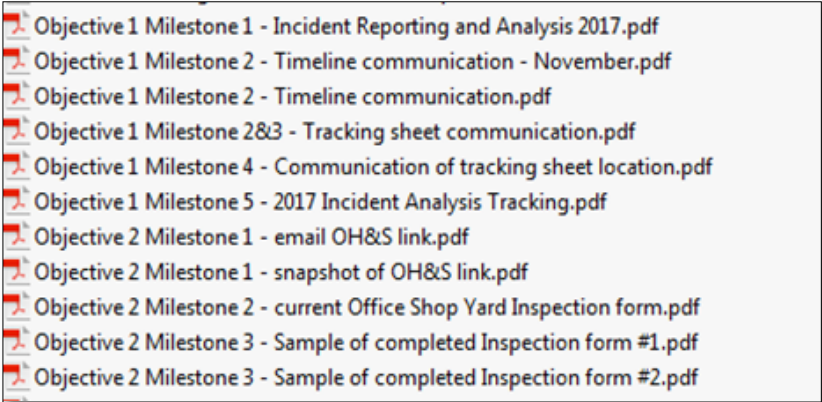 Objective 1 Milestone 1 - Incident Reporting and Analysis 2017.pdf
Objective 1 Milestone 2 - Timeline communication - November.pdf
Objective 1 Milestone 2 - Timeline communication.pdf
Objective 1 Milestone 2&3 - Tracking sheet communication.pdf
Objective 1 Milestone 4 - Communication of tracking sheet location.pdf
Objective 1 Milestone 5 - 2017 Incident Analysis Tracking.pdf
Objective 2 Milestone 1 - email OH&S link.pdf
Objective 2 Milestone 1 - snapshot of OH&S link.pdf
Objective 2 Milestone 2 - current Office Shop Yard Inspection form.pdf
Objective 2 Milestone 3 - Sample of completed Inspection form #1.pdf
Objective 2 Milestone 3 - Sample of completed Inspection form #2.pdf